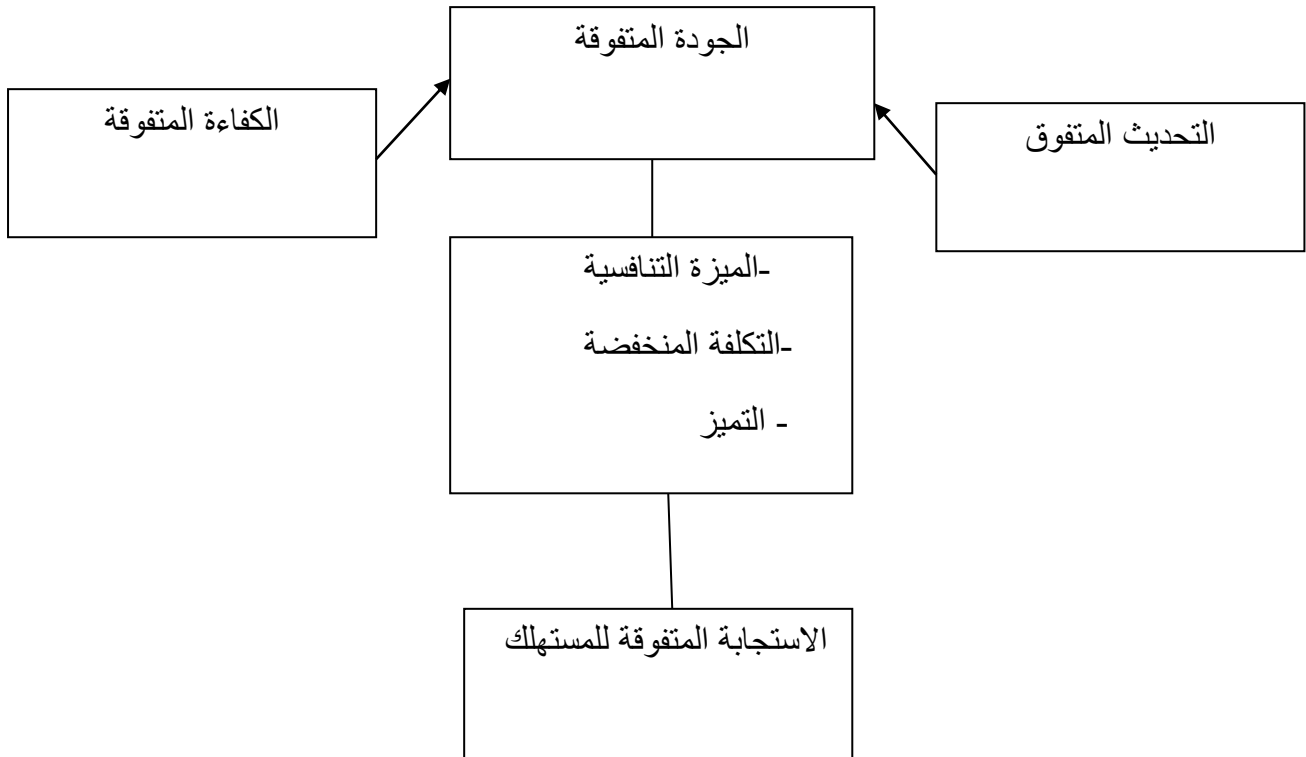 الجودة المتفوقة
الكفاءة المتفوقة
التحديث المتفوق
-الميزة التنافسية
-التكلفة المنخفضة
- التميز
الاستجابة المتفوقة للمستهلك